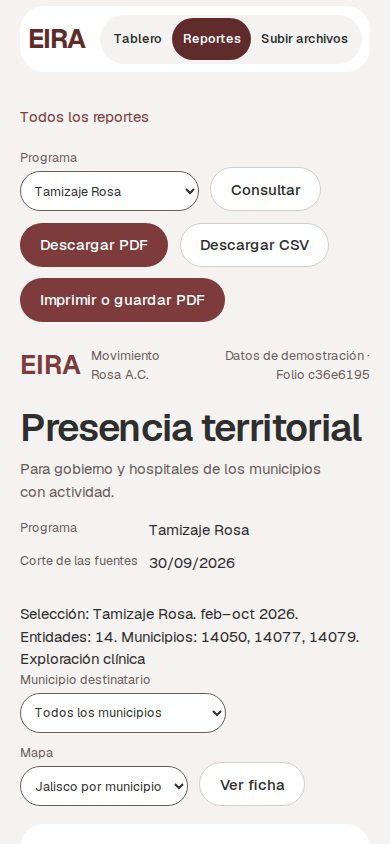 EIRA
Tablero
Reportes
Subir archivos
Todos los reportes
Programa
Tamizaje Rosa
Consultar
Descargar PDF
Descargar CSV
Imprimir o guardar PDF
EIRA
Movimiento
Rosa A.C.
Datos de demostración ·
Folio c36e6195
Presencia territorial
Para gobierno y hospitales de los municipios
con actividad.
Programa
Tamizaje Rosa
Corte de las fuentes
30/09/2026
Selección: Tamizaje Rosa. feb–oct 2026.
Entidades: 14. Municipios: 14050, 14077, 14079.
Exploración clínica
Municipio destinatario
Todos los municipios
Mapa
Jalisco por municipio
Ver ficha